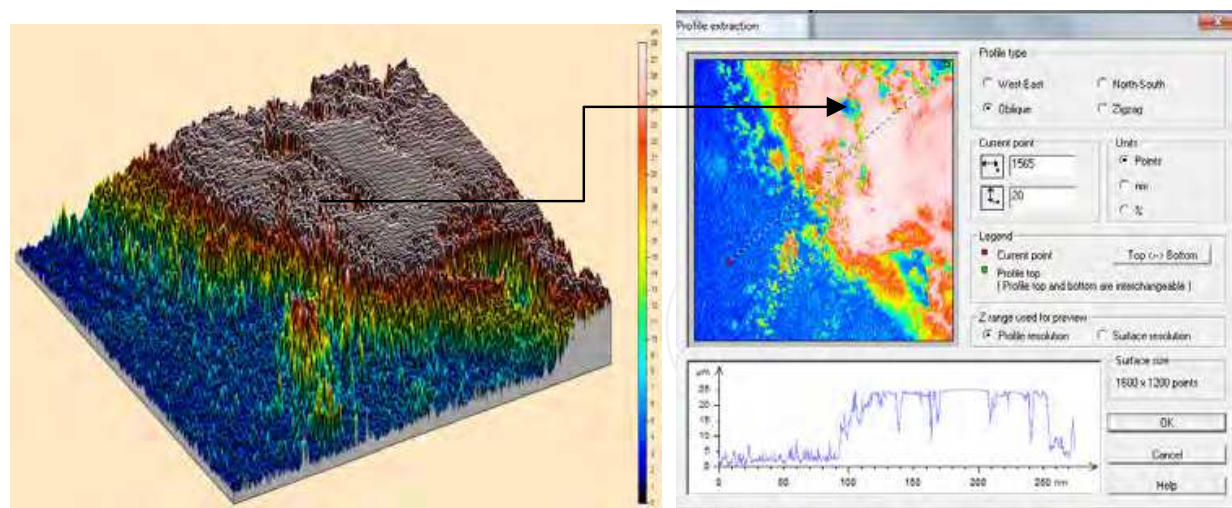 Profile extraction
Profile type
West-East
North-South
Oblique
Zigzag
Current point
1565
20
Units
Points
nm
%
Legend
Current point
Profile top
( Profile top and bottom are interchangeable )
Top <-> Bottom
Z range used for preview
Profile resolution
Surface resolution
Surface size
1600 x 1200 points
OK
Cancel
Help
µm
25
20
15
10
5
0
0
50
100
150
200
250 nm